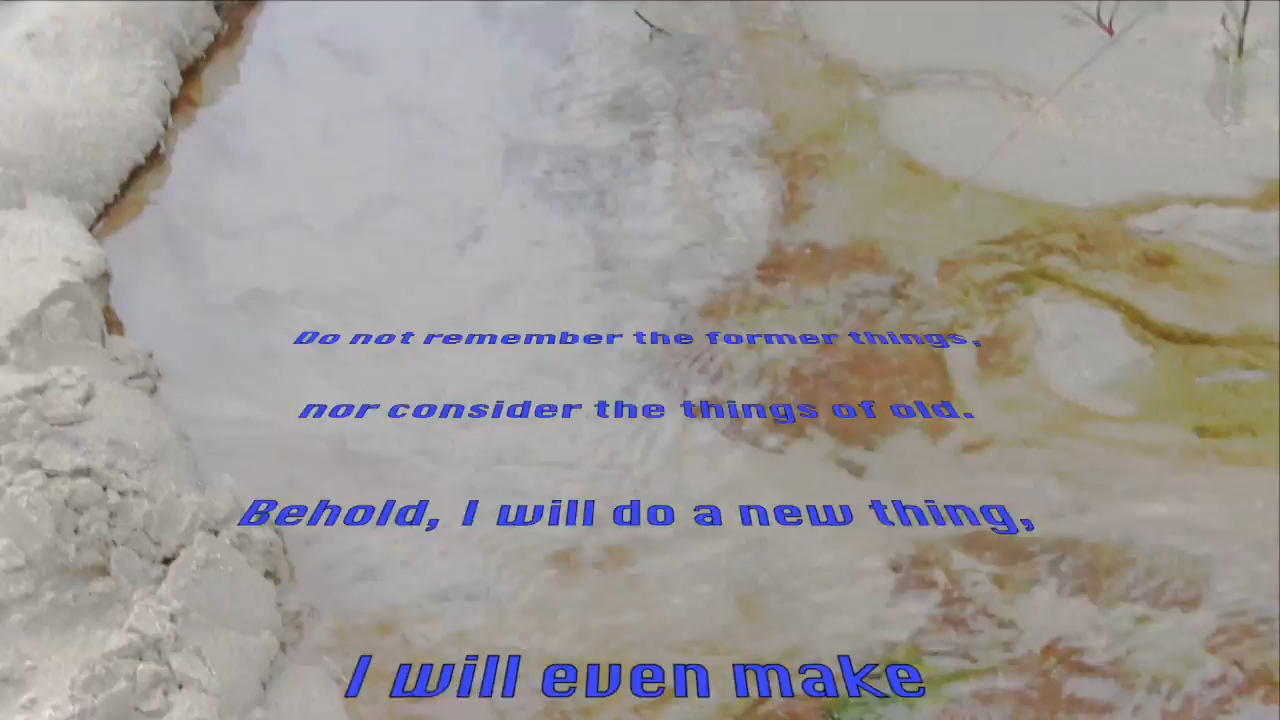 Do not remember the former things,
nor consider the things of old.
Behold, I will do a new thing,
I will even make